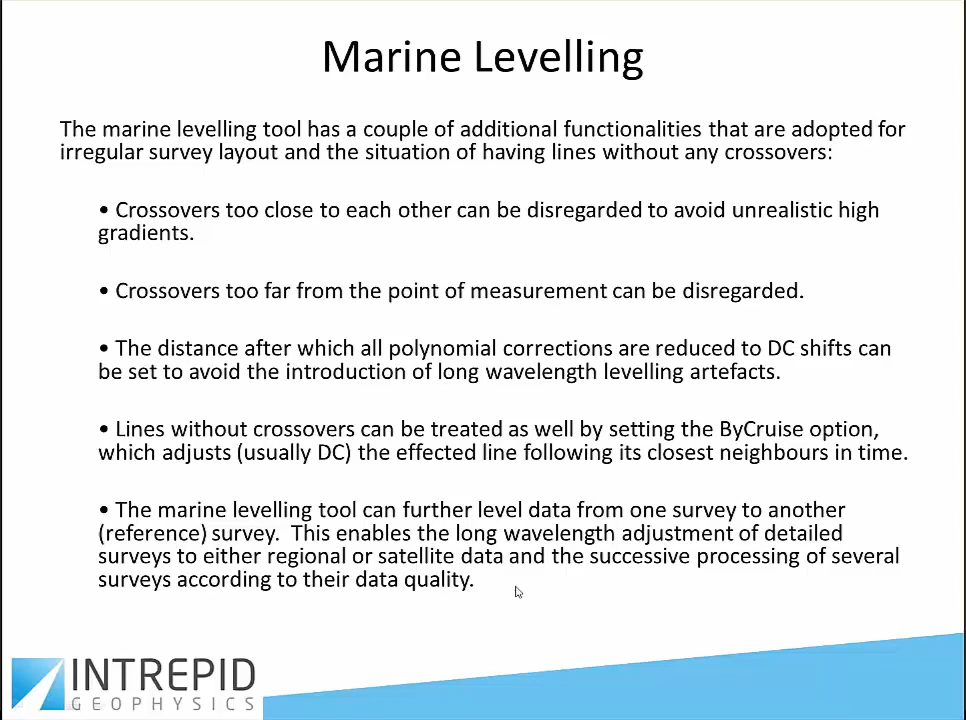 Marine Levelling
The marine levelling tool has a couple of additional functionalities that are adopted for
irregular survey layout and the situation of having lines without any crossovers:
• Crossovers too close to each other can be disregarded to avoid unrealistic high
gradients.
• Crossovers too far from the point of measurement can be disregarded.
• The distance after which all polynomial corrections are reduced to DC shifts can
be set to avoid the introduction of long wavelength levelling artefacts.
• Lines without crossovers can be treated as well by setting the ByCruise option,
which adjusts (usually DC) the effected line following its closest neighbours in time.
• The marine levelling tool can further level data from one survey to another
(reference) survey.  This enables the long wavelength adjustment of detailed
surveys to either regional or satellite data and the successive processing of several
surveys according to their data quality.
INTREPID
GEOPHYSICS